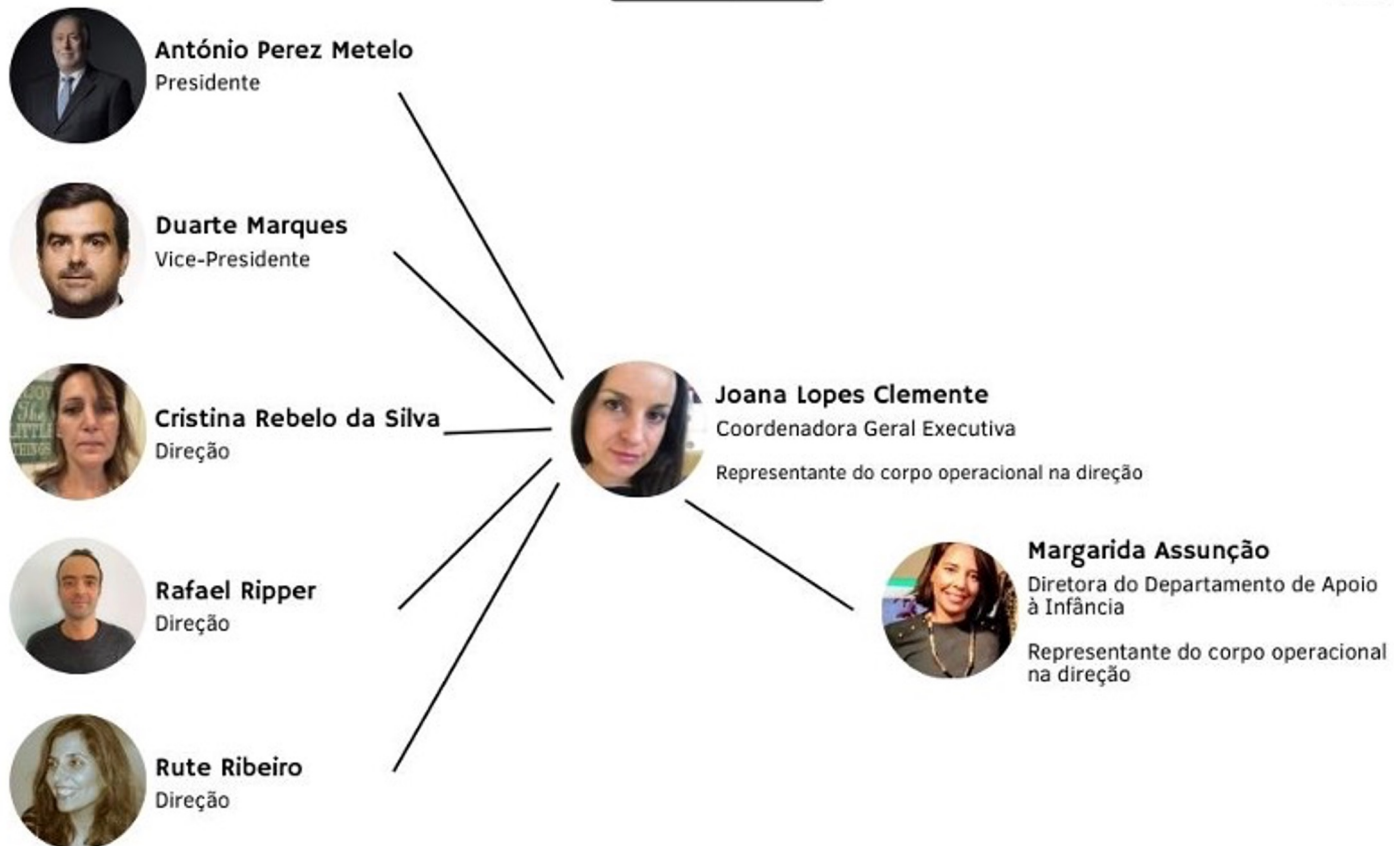 António Perez Metelo
Presidente
Duarte Marques
Vice-Presidente
Cristina Rebelo da Silva
Direção
Rafael Ripper
Direção
Rute Ribeiro
Direção
Joana Lopes Clemente
Coordenadora Geral Executiva
Representante do corpo operacional na direção
Margarida Assunção
Diretora do Departamento de Apoio
à Infância
Representante do corpo operacional
na direção